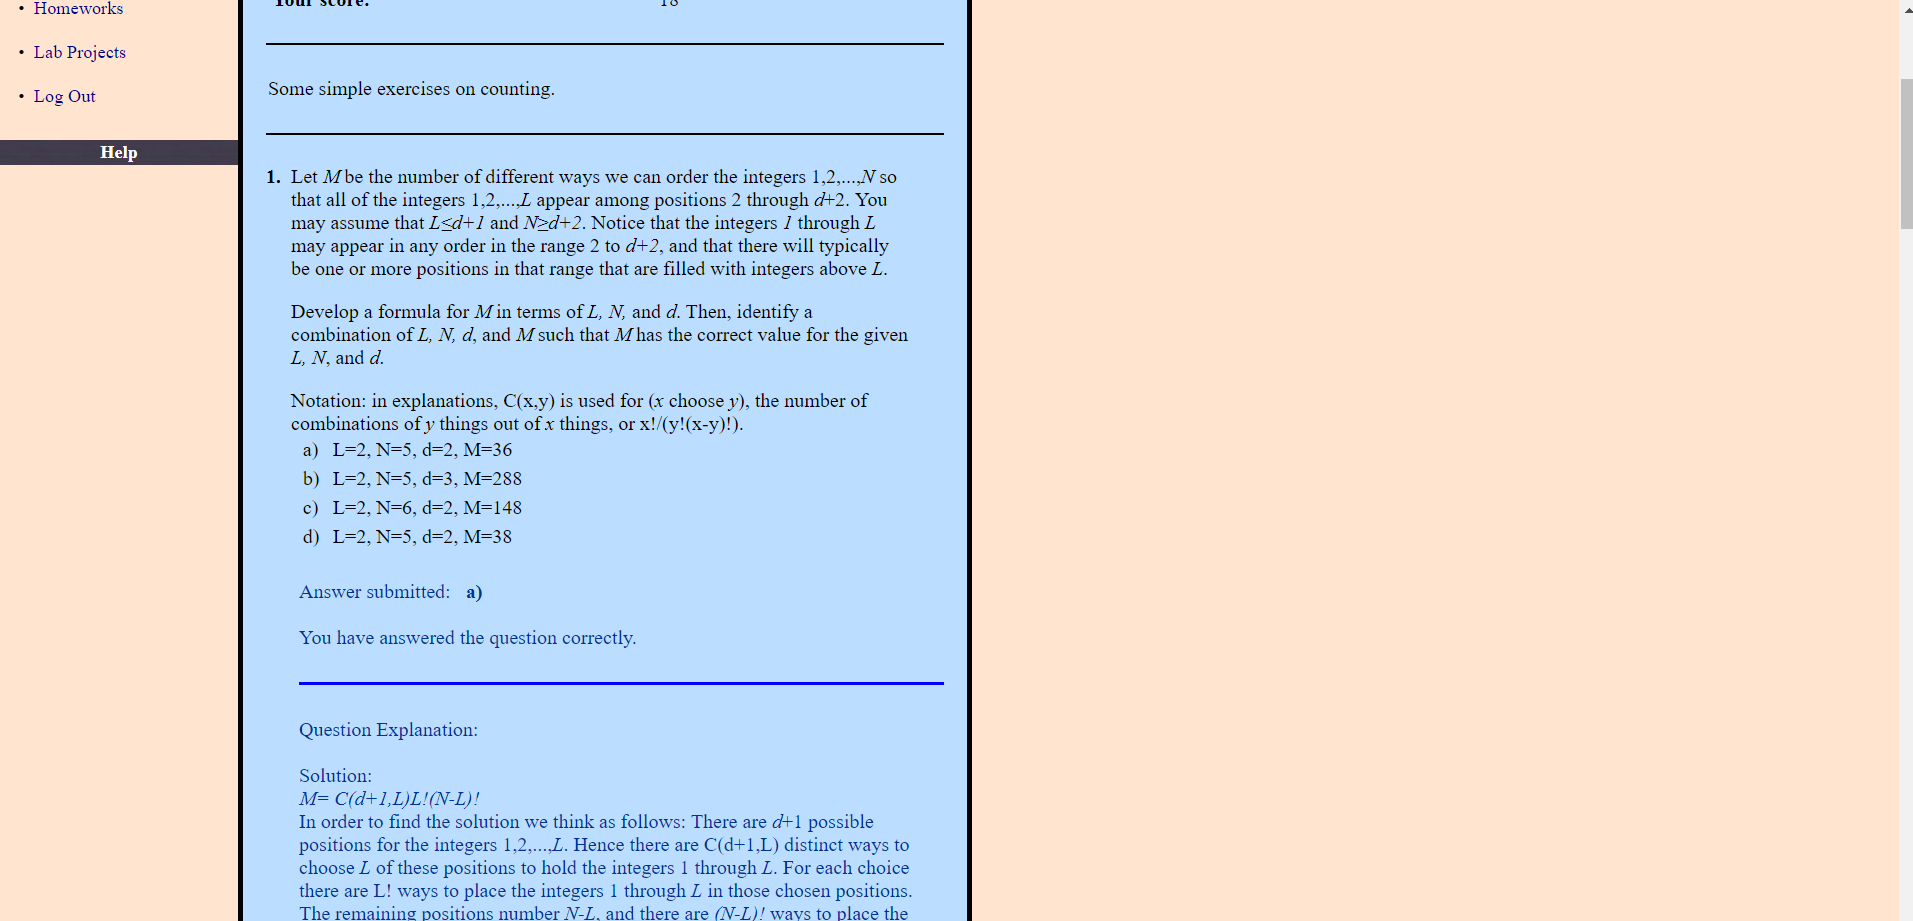 • Homeworks
• Lab Projects
• Log Out
Help
Your score: 18
Some simple exercises on counting.
1. Let M be the number of different ways we can order the integers 1,2,...,N so
that all of the integers 1,2,...,L appear among positions 2 through d+2. You
may assume that L≤d+1 and N≥d+2. Notice that the integers 1 through L
may appear in any order in the range 2 to d+2, and that there will typically
be one or more positions in that range that are filled with integers above L.
Develop a formula for M in terms of L, N, and d. Then, identify a
combination of L, N, d, and M such that M has the correct value for the given
L, N, and d.
Notation: in explanations, C(x,y) is used for (x choose y), the number of
combinations of y things out of x things, or x!/(y!(x-y)!).
a) L=2, N=5, d=2, M=36
b) L=2, N=5, d=3, M=288
c) L=2, N=6, d=2, M=148
d) L=2, N=5, d=2, M=38
Answer submitted: a)
You have answered the question correctly.
Question Explanation:
Solution:
M= C(d+1,L)L!(N-L)!
In order to find the solution we think as follows: There are d+1 possible
positions for the integers 1,2,...,L. Hence there are C(d+1,L) distinct ways to
choose L of these positions to hold the integers 1 through L. For each choice
there are L! ways to place the integers 1 through L in those chosen positions.
The remaining positions number N-L, and there are (N-L)! ways to place the